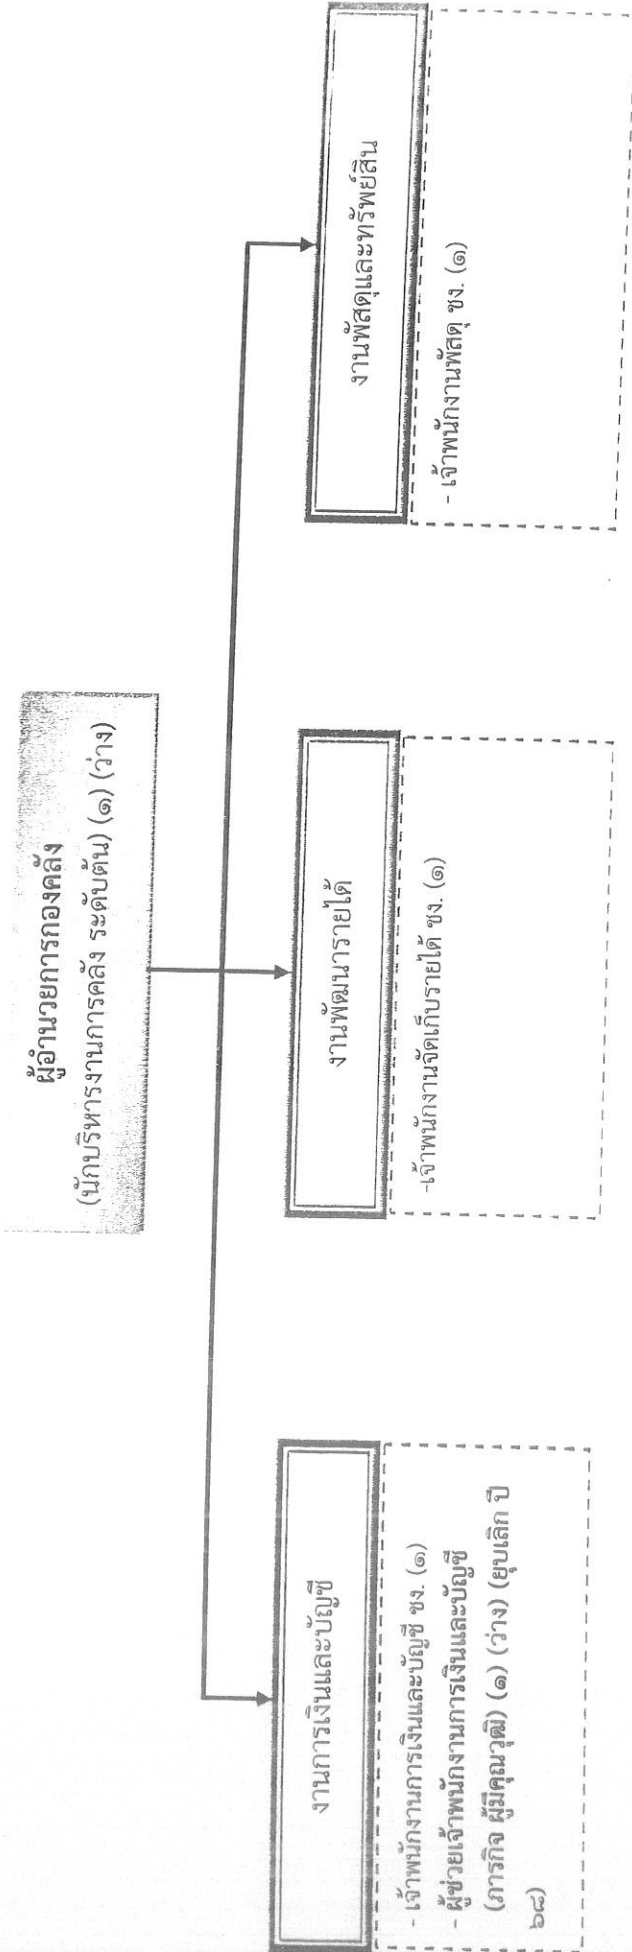 ผู้อำนวยการกองคลัง
(นักบริหารงานการคลัง ระดับต้น) (๑) (ว่าง)
งานการเงินและบัญชี
- เจ้าพนักงานการเงินและบัญชี ชง. (๑)
- ผู้ช่วยเจ้าพนักงานการเงินและบัญชี
(ภารกิจ ผู้มีคุณวุฒิ) (๑) (ว่าง) (ยุบเลิก ปี
๖๘)
งานพัฒนารายได้
-เจ้าพนักงานจัดเก็บรายได้ ชง. (๑)
งานพัสดุและทรัพย์สิน
- เจ้าพนักงานพัสดุ ชง. (๑)